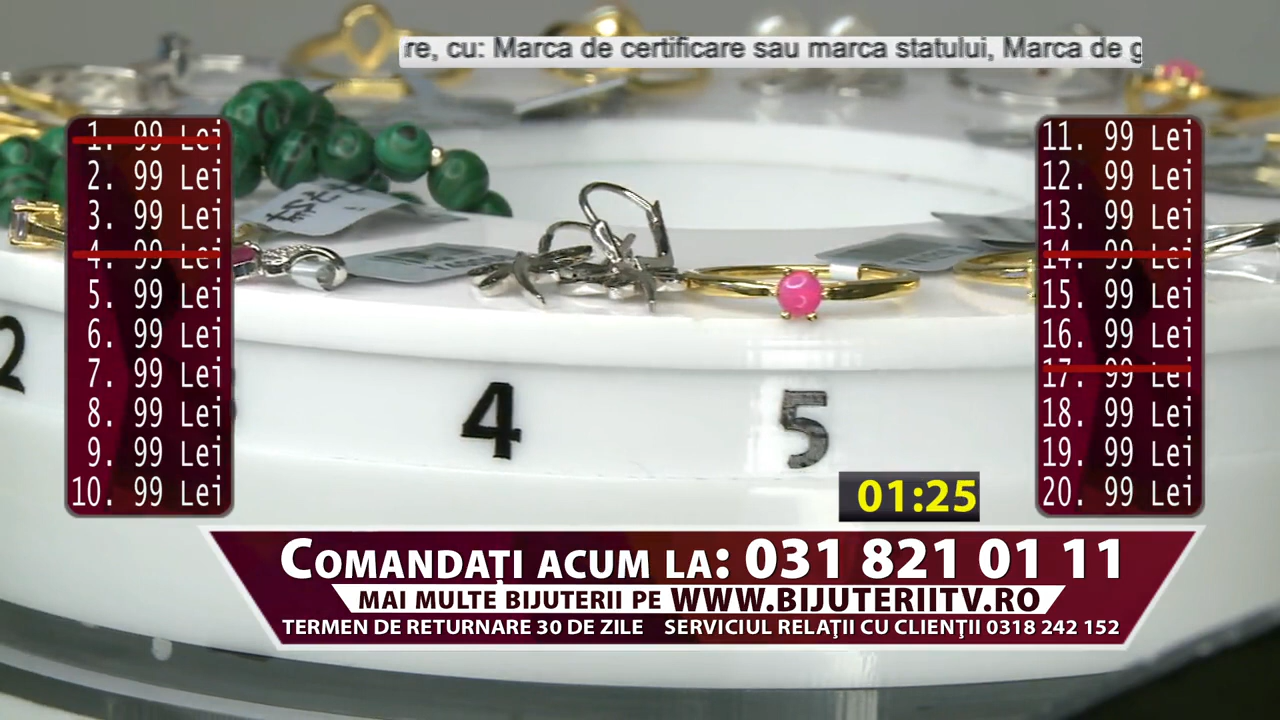 re, cu: Marca de certificare sau marca statului, Marca de g
1. 99 Lei
2. 99 Lei
3. 99 Lei
4. 99 Lei
5. 99 Lei
6. 99 Lei
7. 99 Lei
8. 99 Lei
9. 99 Lei
10. 99 Lei
11. 99 Lei
12. 99 Lei
13. 99 Lei
14. 99 Lei
15. 99 Lei
16. 99 Lei
17. 99 Lei
18. 99 Lei
19. 99 Lei
20. 99 Lei
2
4
5
01:25
COMANDAȚI ACUM LA: 031 821 01 11
MAI MULTE BIJUTERII PE WWW.BIJUTERIITV.RO
TERMEN DE RETURNARE 30 DE ZILE SERVICIUL RELAŢII CU CLIENŢII 0318 242 152